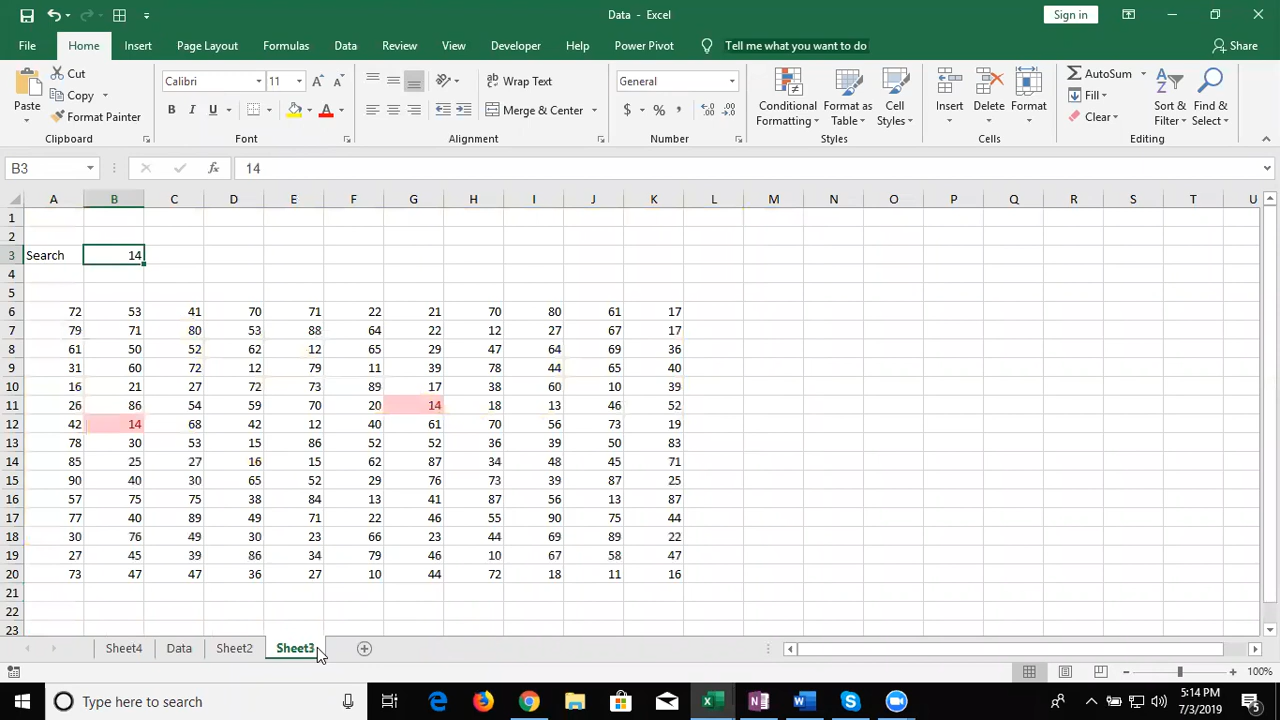 Data - Excel
Sign in
File Home Insert Page Layout Formulas Data Review View Developer Help Power Pivot Tell me what you want to do Share
Paste
Cut
Copy
Format Painter
Clipboard
Calibri 11
B I U
Font
Wrap Text
Merge & Center
Alignment
General
$ % ,
Number
Conditional Formatting
Format as Table
Cell Styles
Styles
Insert Delete Format
Cells
AutoSum
Fill
Clear
Sort & Filter
Find & Select
Editing
B3 fx 14
A B C D E F G H I J K L M N O P Q R S T U
1
2
3 Search 14
4
5
6 72 53 41 70 71 22 21 70 80 61 17
7 79 71 80 53 88 64 22 12 27 67 17
8 61 50 52 62 12 65 29 47 64 69 36
9 31 60 72 12 79 11 39 78 44 65 40
10 16 21 27 72 73 89 17 38 60 10 39
11 26 86 54 59 70 20 14 18 13 46 52
12 42 14 68 42 12 40 61 70 56 73 19
13 78 30 53 15 86 52 52 36 39 50 83
14 85 25 27 16 15 62 87 34 48 45 71
15 90 40 30 65 52 29 76 73 39 87 25
16 57 75 75 38 84 13 41 87 56 13 87
17 77 40 89 49 71 22 46 55 90 75 44
18 30 76 49 30 23 66 23 44 69 89 22
19 27 45 39 86 34 79 46 10 67 58 47
20 73 47 47 36 27 10 44 72 18 11 16
21
22
23
Sheet4 Data Sheet2 Sheet3
100%
Type here to search
5:14 PM
7/3/2019
5